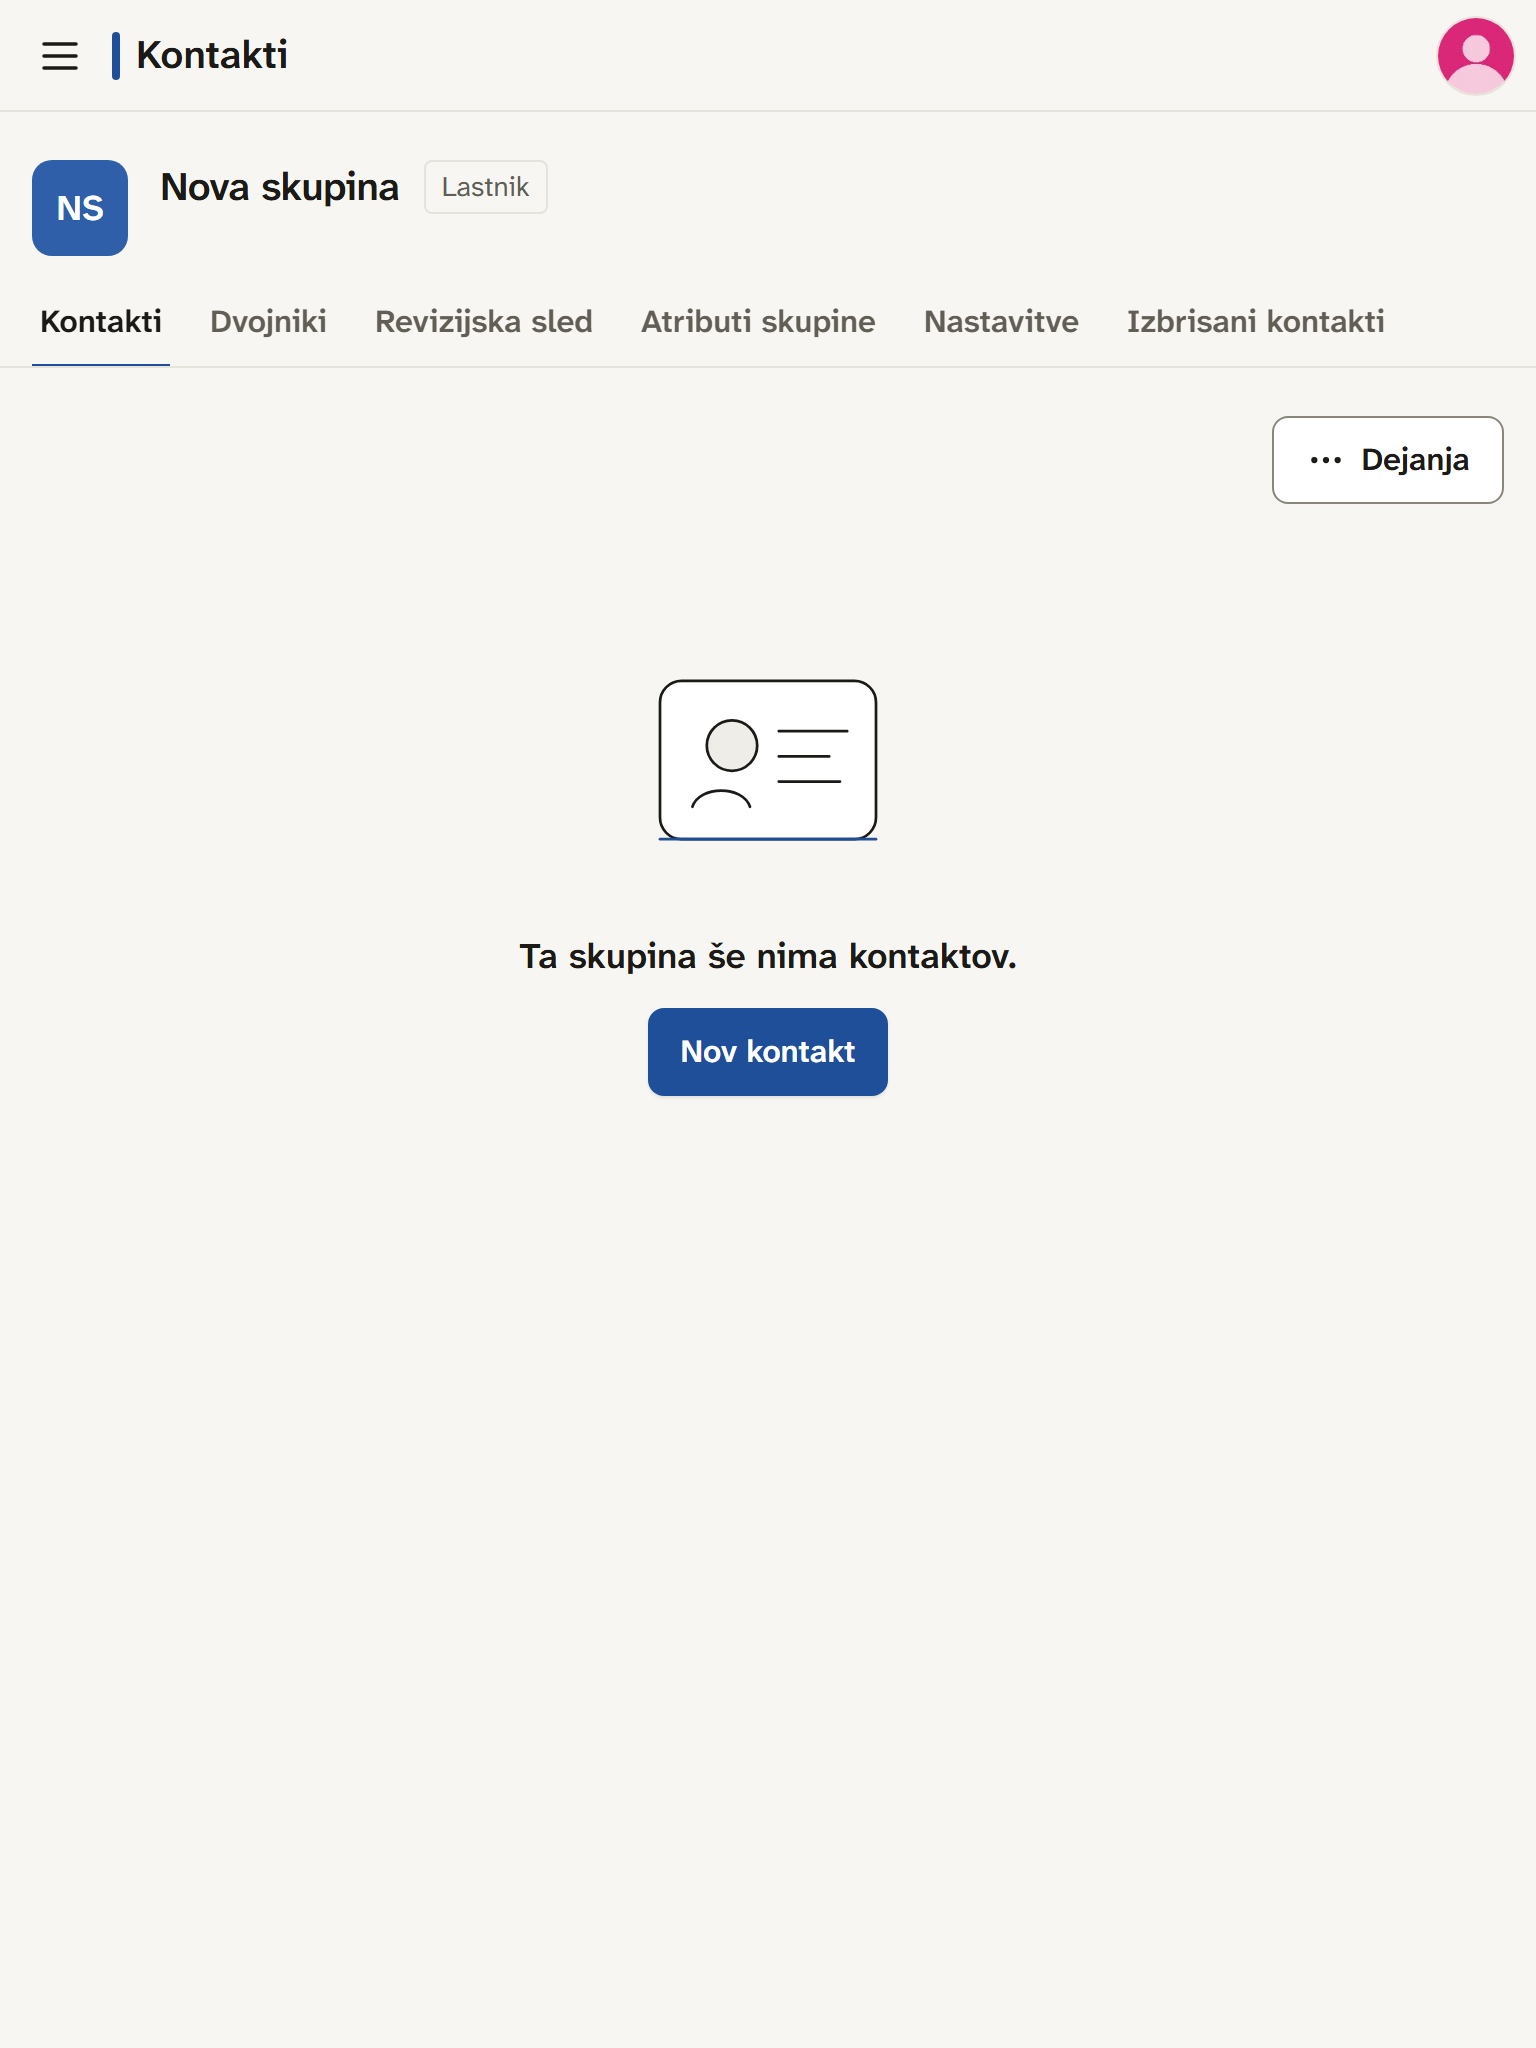 Kontakti
NS
Nova skupina Lastnik
Kontakti Dvojniki Revizijska sled Atributi skupine Nastavitve Izbrisani kontakti
Dejanja
Ta skupina še nima kontaktov.
Nov kontakt